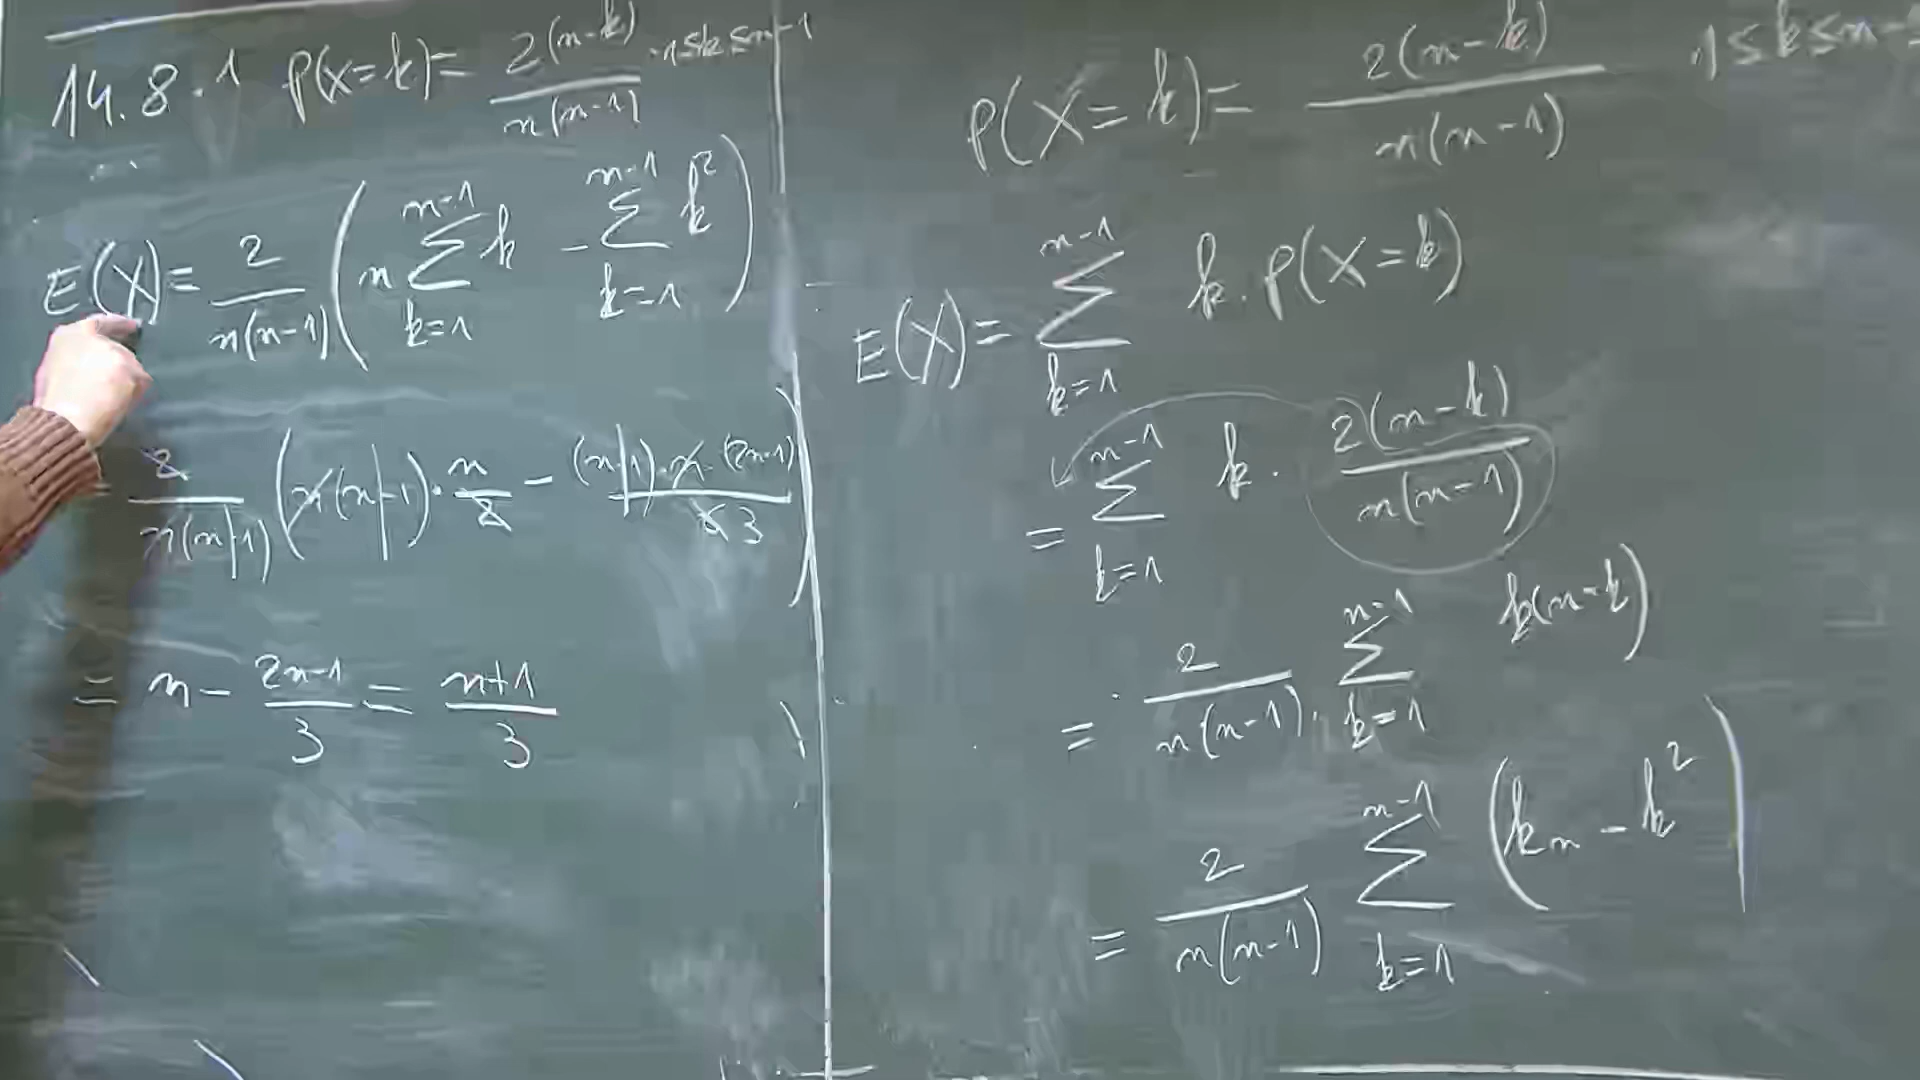 14.8.1 P(X=k)= 2(n-k)/n(n-1) . 1≤k≤n-1
E(X)= 2/n(n-1) (n ∑_{k=1}^{n-1} k - ∑_{k=1}^{n-1} k²)
= 2/n(n-1) (n(n-1)·n/2 - (n-1)·n·(2n-1)/6 3)
= n - 2n-1/3 = n+1/3
P(X=k)= 2(n-k)/n(n-1) 1≤k≤n-1
E(X)= ∑_{k=1}^{n-1} k.P(X=k)
= ∑_{k=1}^{n-1} k · 2(n-k)/n(n-1)
= 2/n(n-1) · ∑_{k=1}^{n-1} k(n-k)
= 2/n(n-1) ∑_{k=1}^{n-1} (kn - k²)